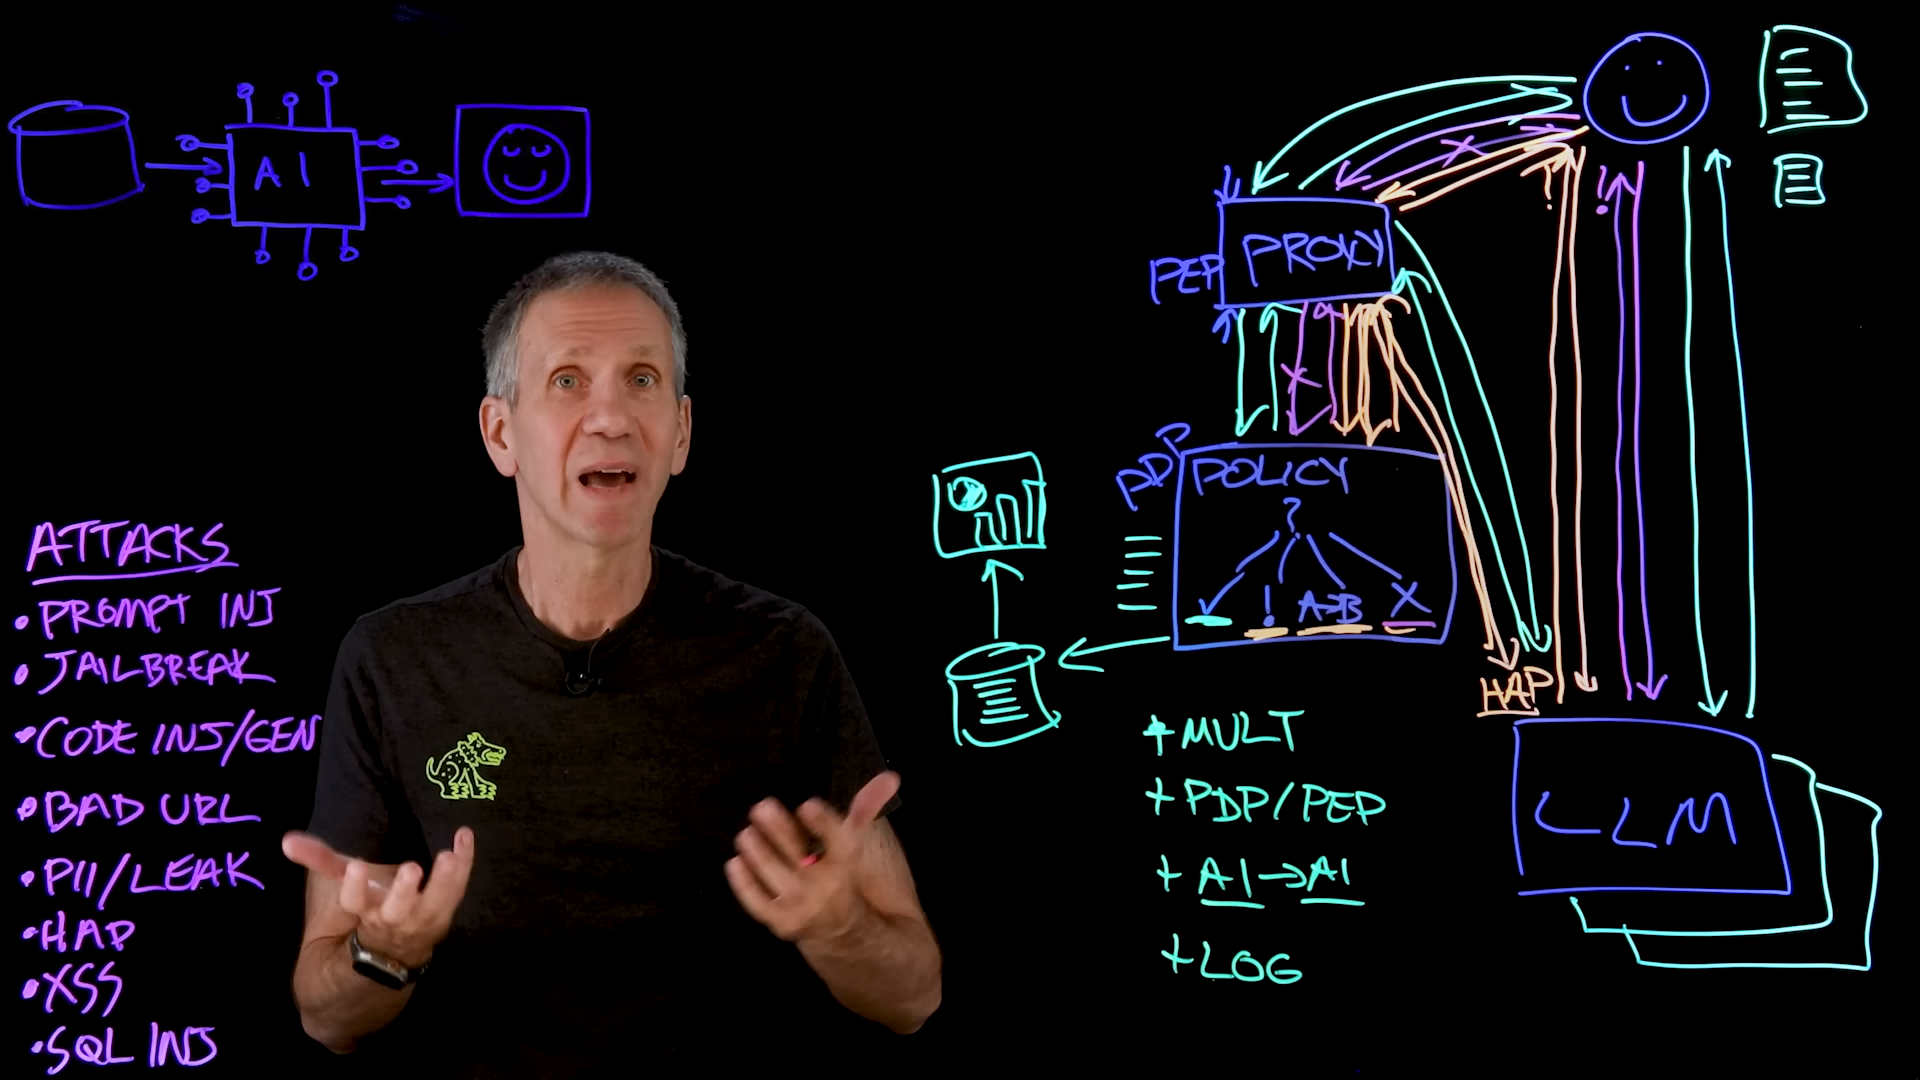 AI
ATTACKS
• PROMPT INJ
• JAILBREAK
• CODE INJ/GEN
• BAD URL
• PII/LEAK
• HAP
• XSS
• SQL INJ
PEP
PROXY
X
!
!
X
PDP
POLICY
?
! A→B X
HAP
LLM
+ MULT
+ PDP/PEP
+ AI→AI
+ LOG